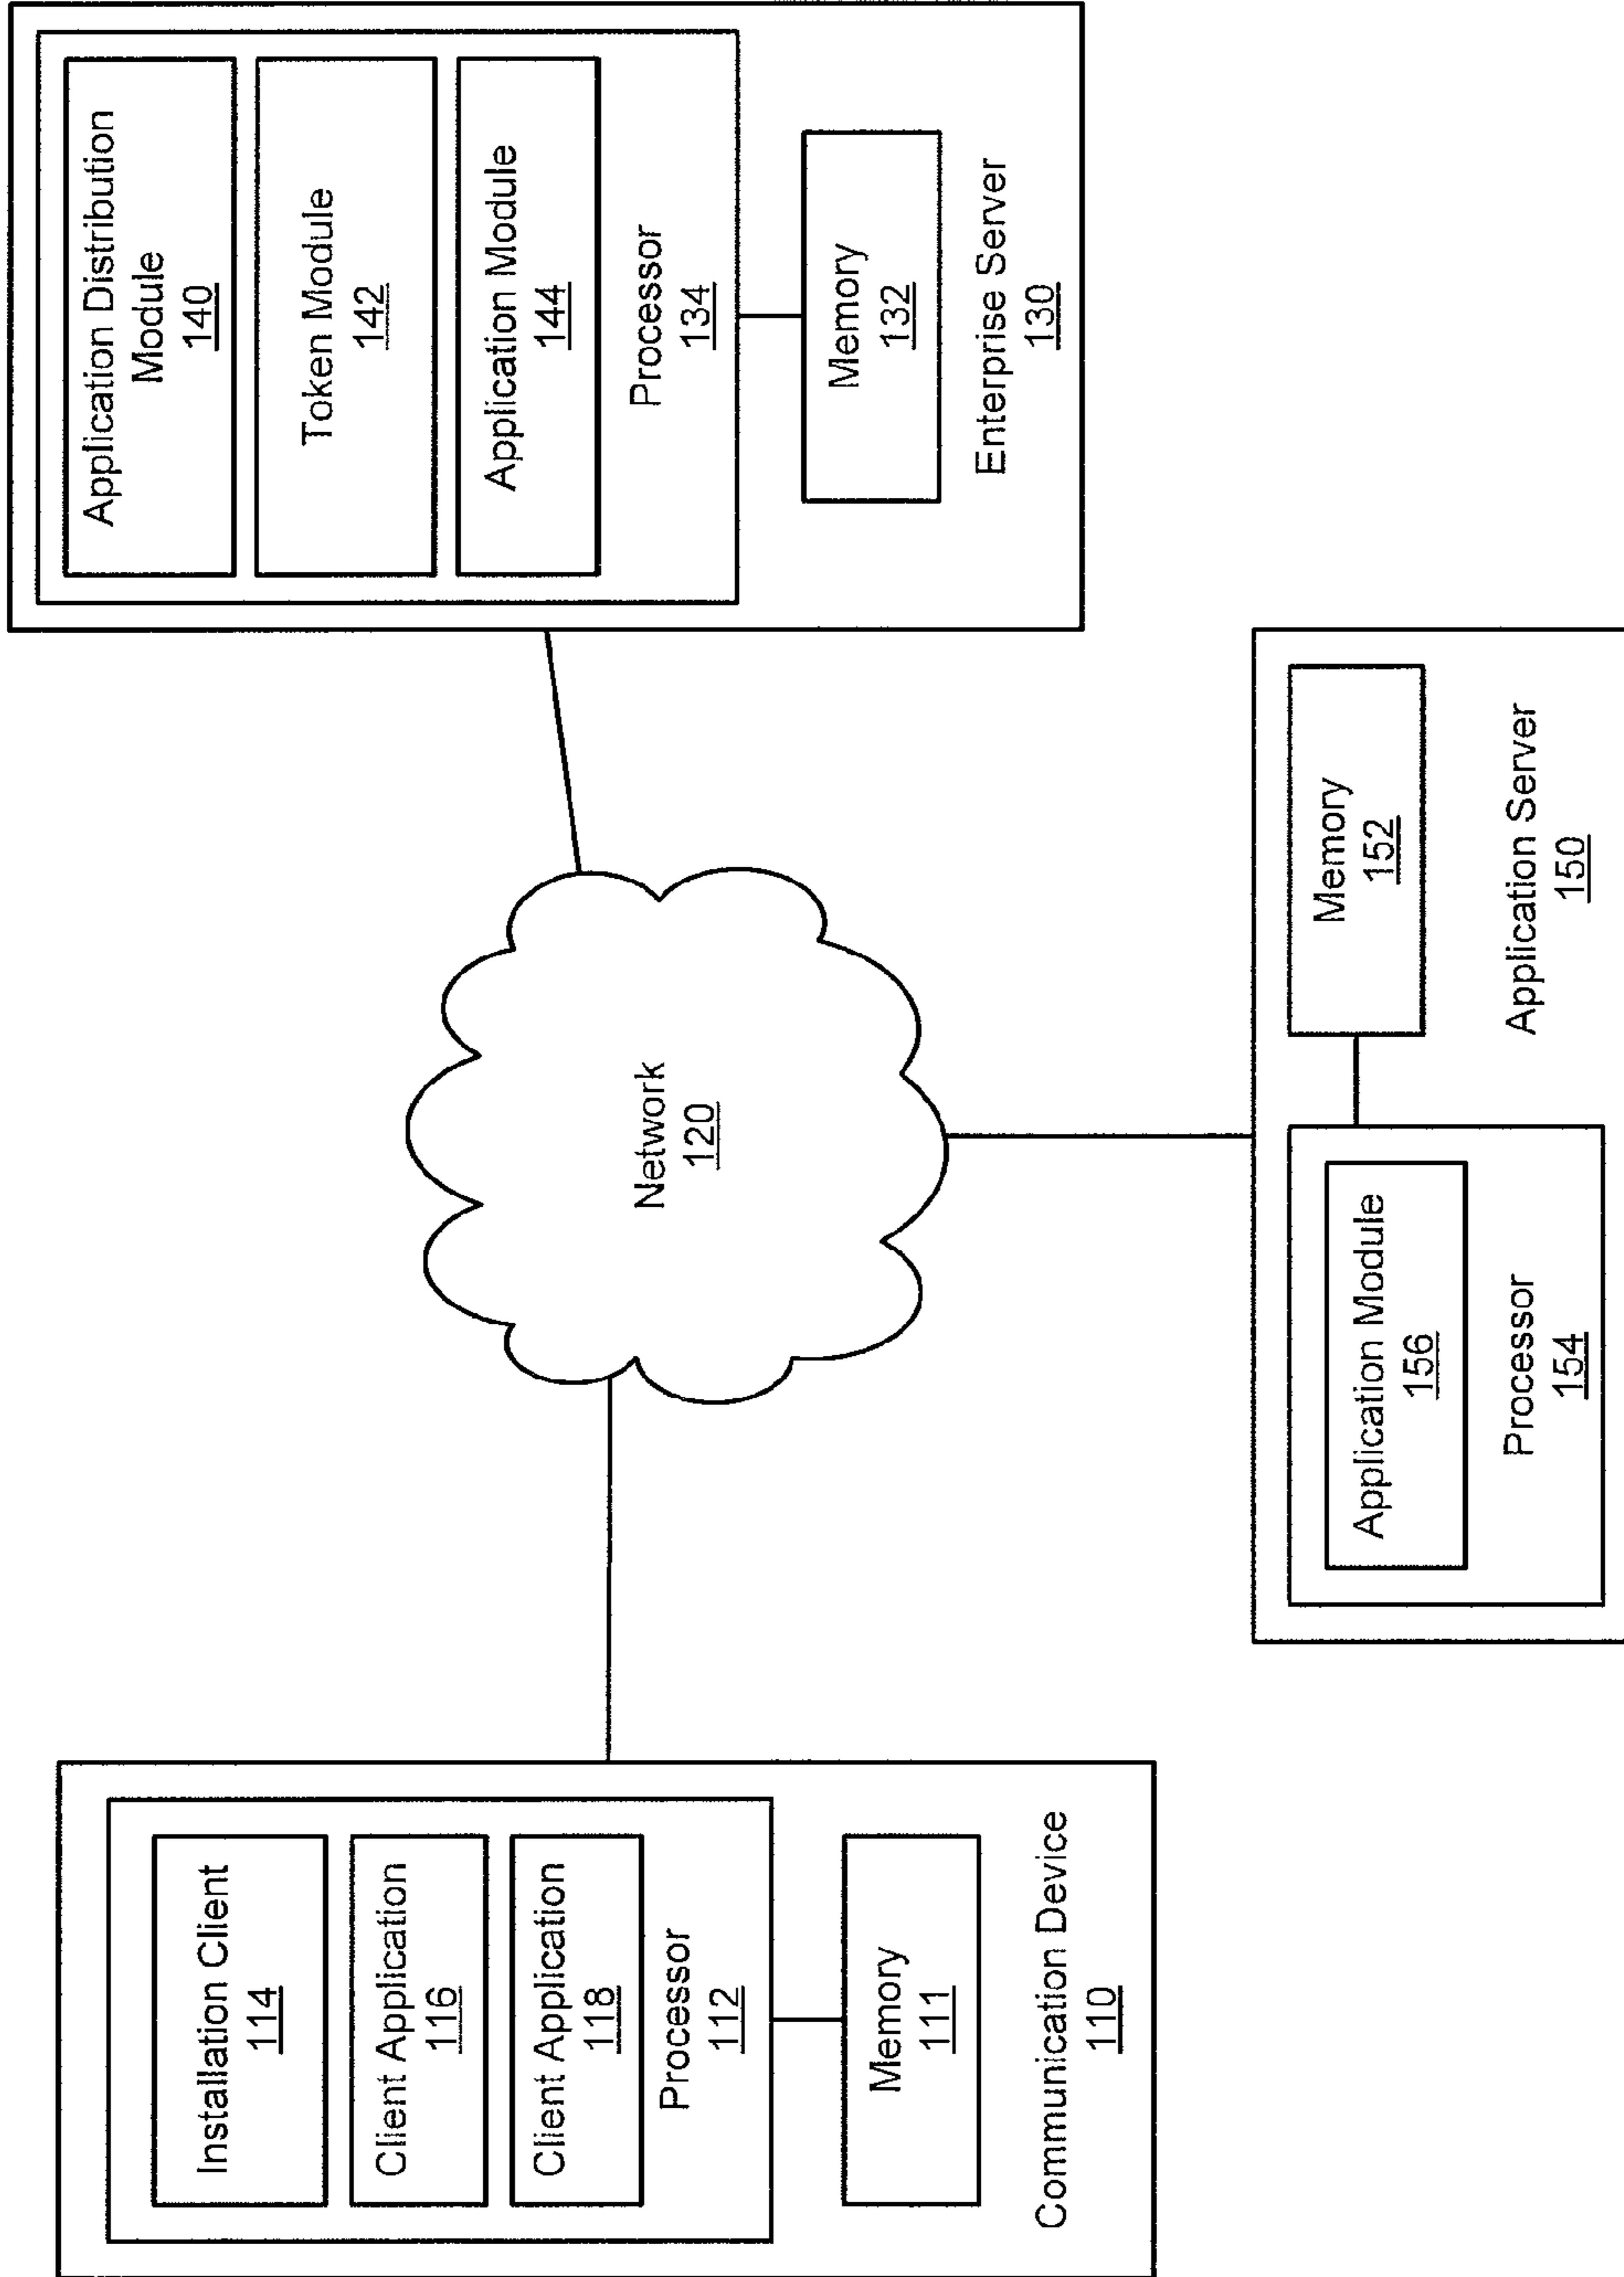 Installation Client
114
Client Application
116
Client Application
118
Processor
112
Memory
111
Communication Device
110
Network
120
Application Distribution
Module
140
Token Module
142
Application Module
144
Processor
134
Memory
132
Enterprise Server
130
Application Module
156
Processor
154
Memory
152
Application Server
150